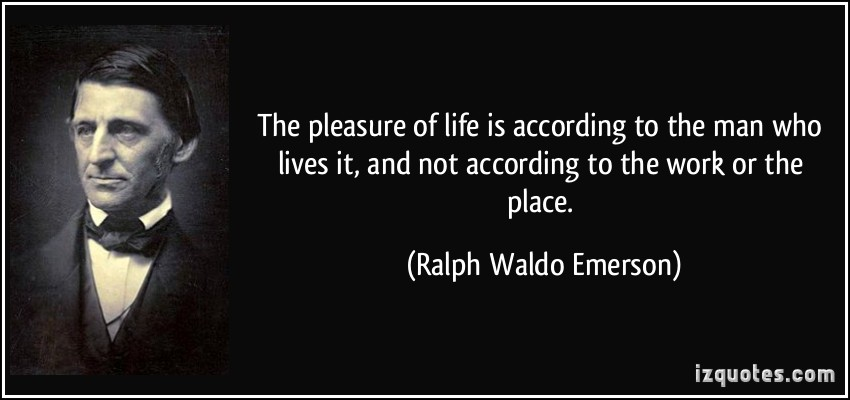 The pleasure of life is according to the man who
lives it, and not according to the work or the
place.
(Ralph Waldo Emerson)
izquotes.com